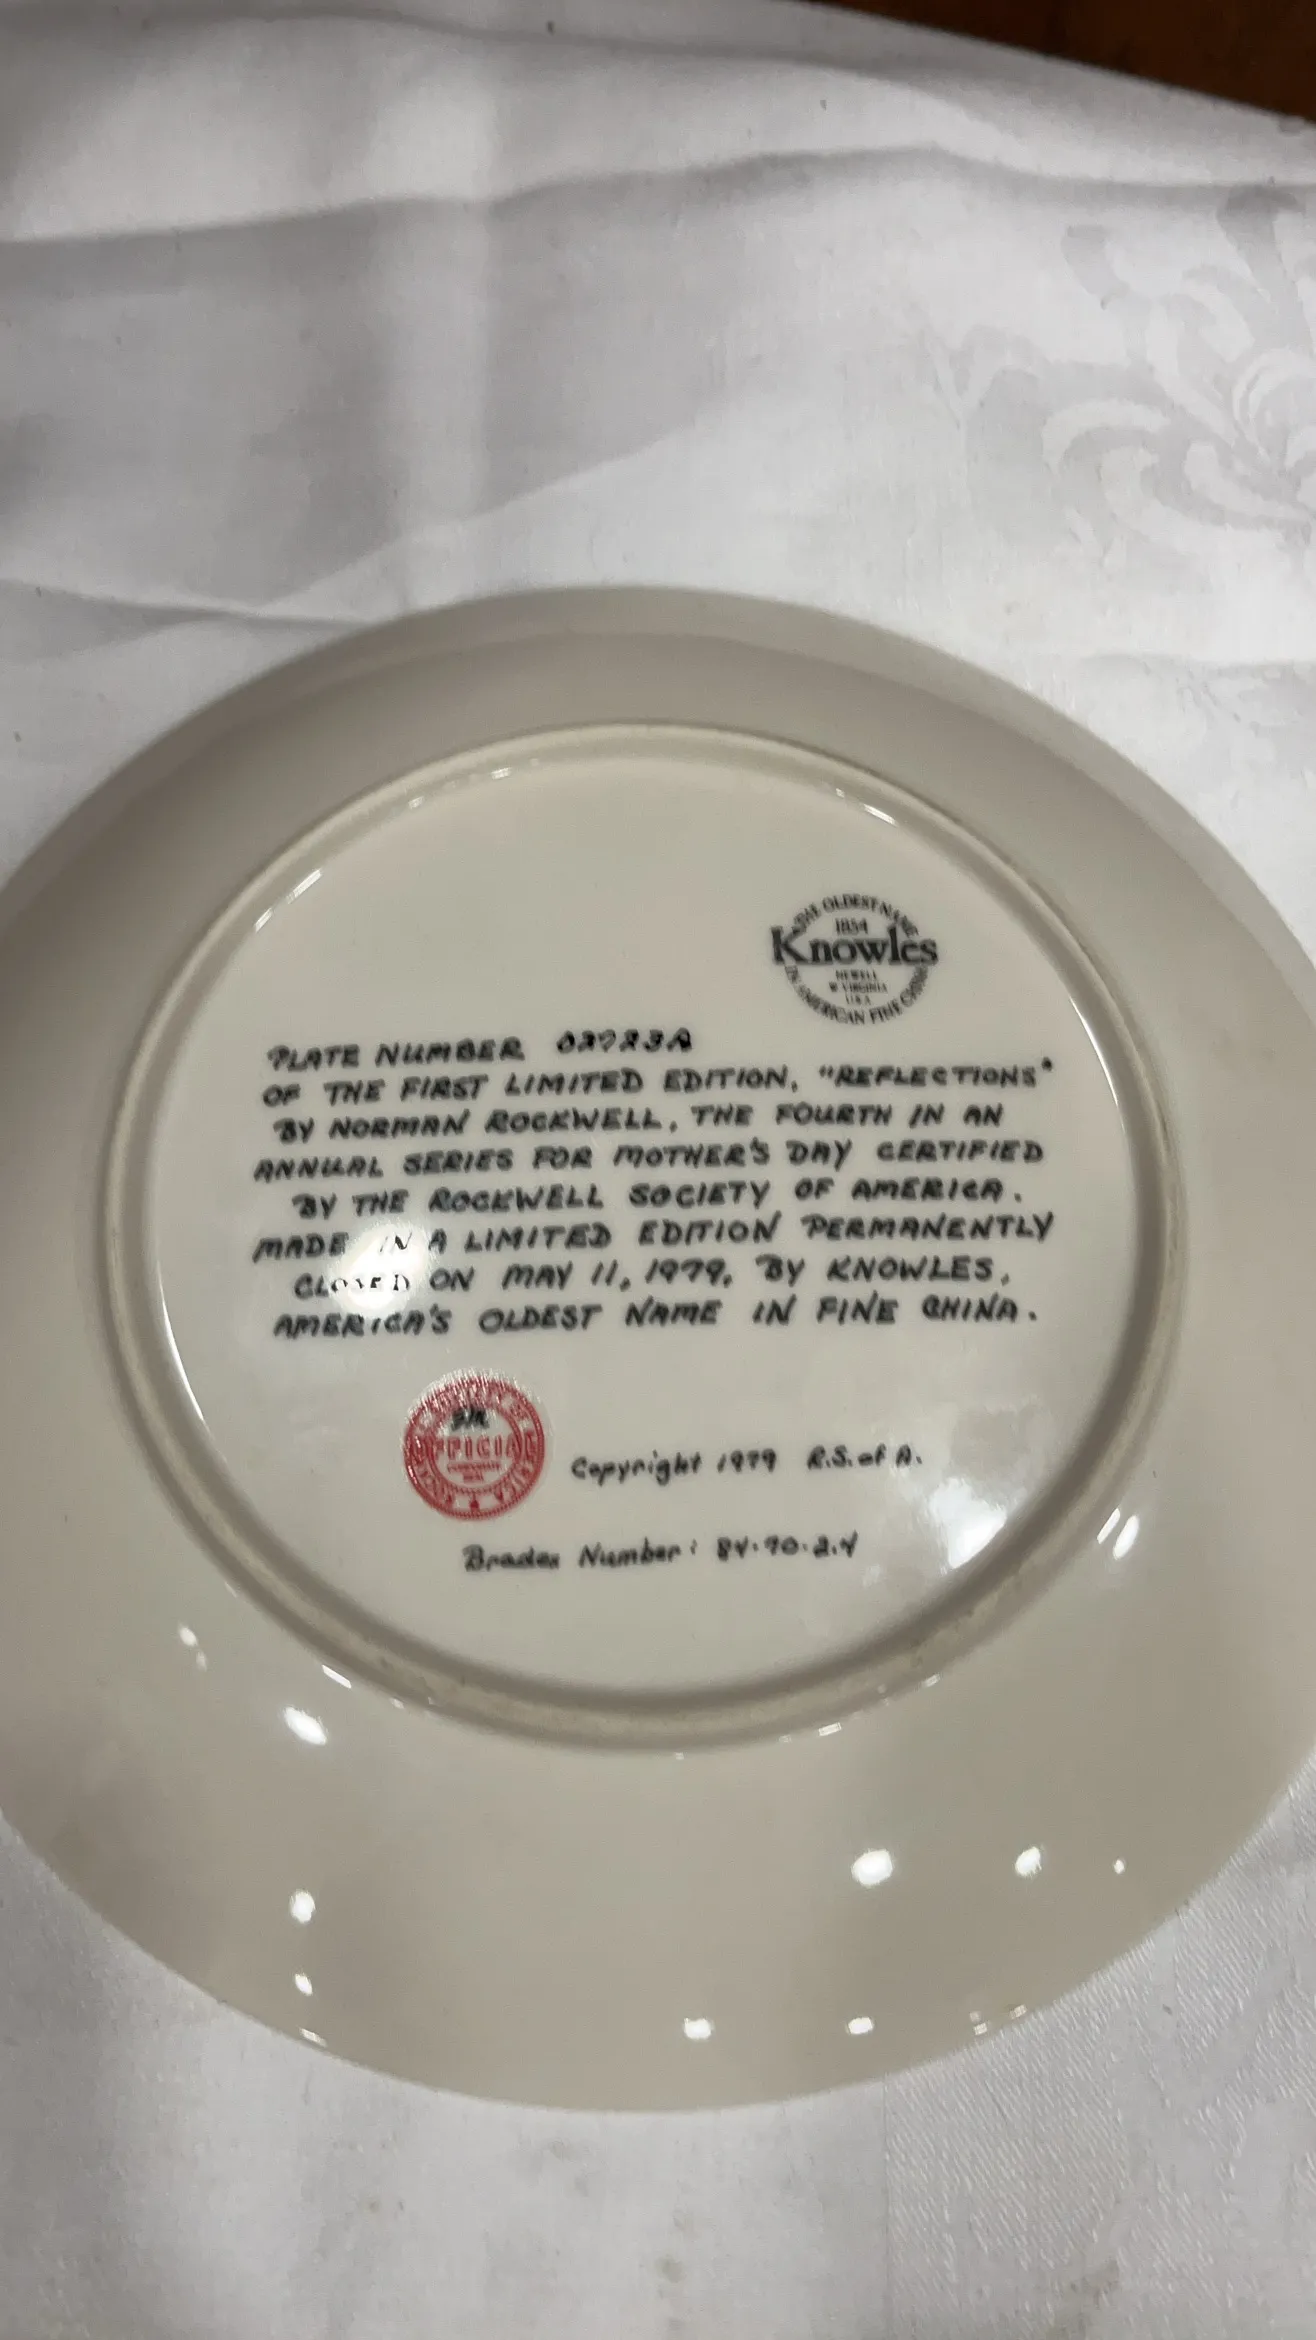 THE OLDEST NAME
1854
Knowles
NEWELL
W. VIRGINIA
U.S.A.
IN AMERICAN FINE CHINA
PLATE NUMBER 02723A
OF THE FIRST LIMITED EDITION, "REFLECTIONS"
BY NORMAN ROCKWELL, THE FOURTH IN AN
ANNUAL SERIES FOR MOTHER'S DAY CERTIFIED
BY THE ROCKWELL SOCIETY OF AMERICA.
MADE IN A LIMITED EDITION PERMANENTLY
CLOSED ON MAY 11, 1979, BY KNOWLES,
AMERICA'S OLDEST NAME IN FINE CHINA.
OFFICIAL
Copyright 1979 R.S. of A.
Bradex Number: 84-70-2.4